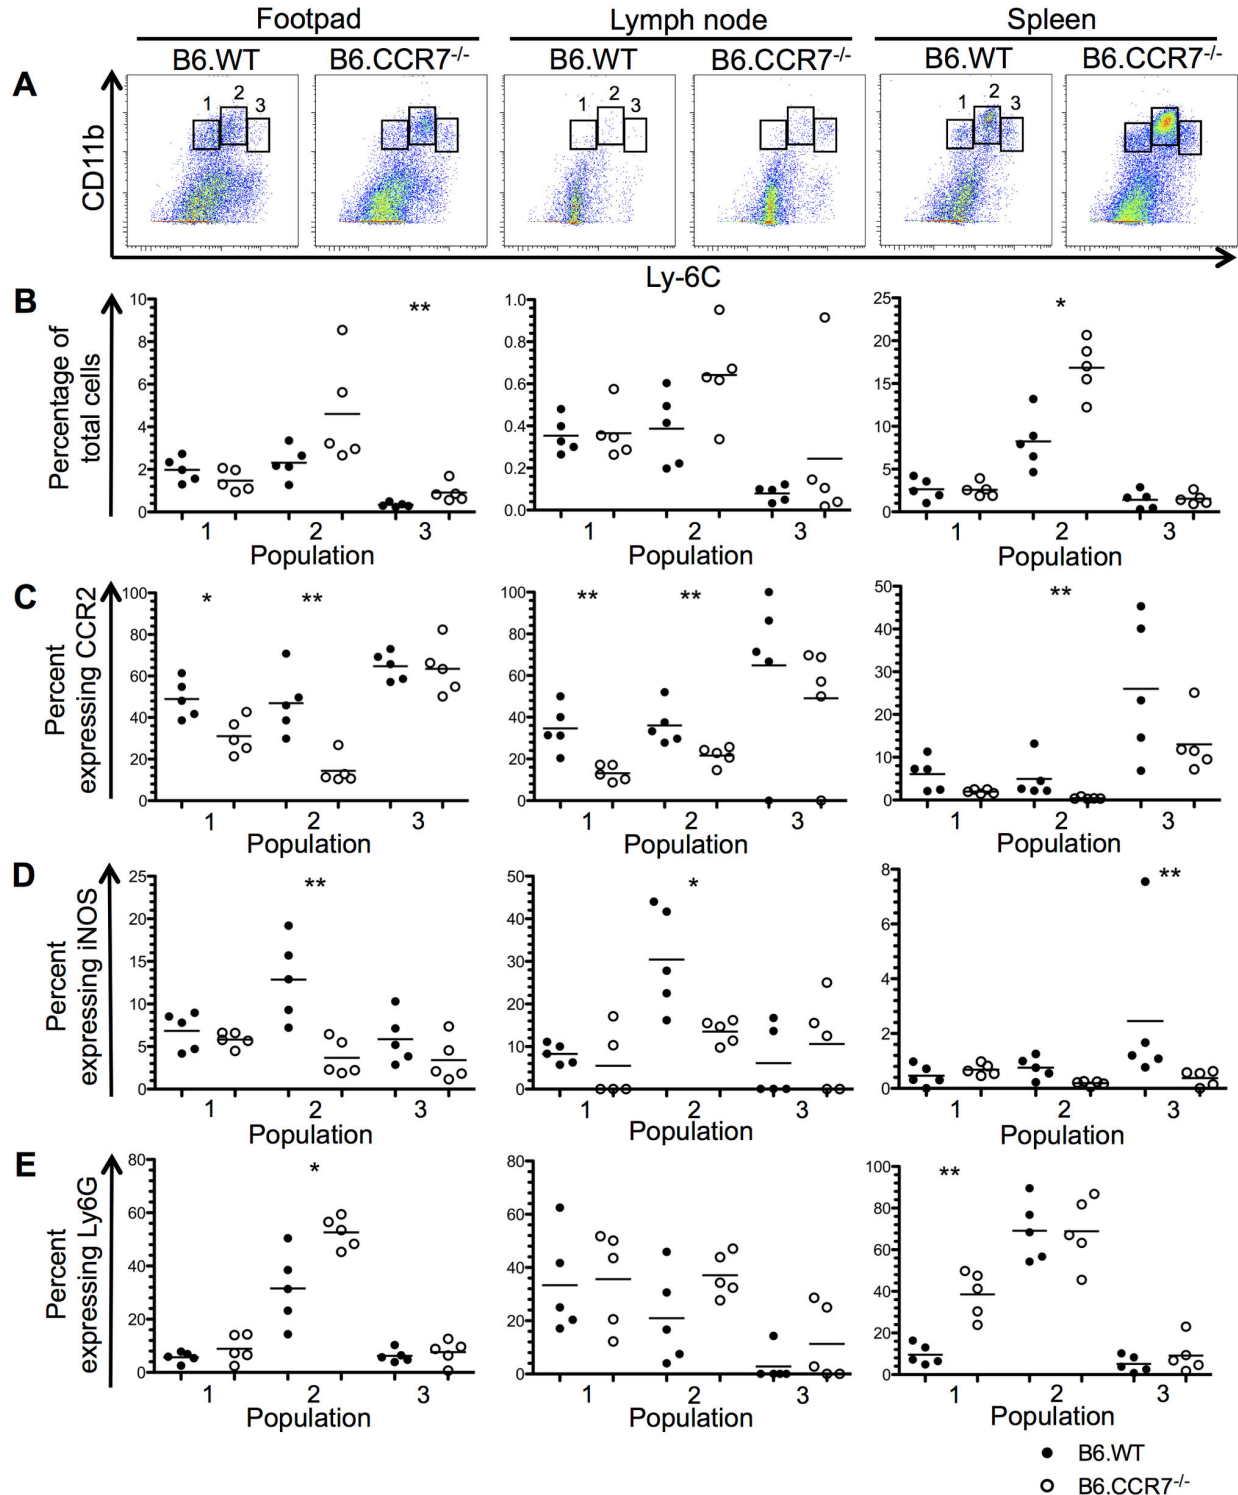 Footpad Lymph node Spleen
B6.WT B6.CCR7-/- B6.WT B6.CCR7-/- B6.WT B6.CCR7-/-
A
1 2 3 1 2 3 1 2 3
CD11b
Ly-6C
B
Percentage of
total cells
10 8 6 4 2 0
**
1 2 3
Population
1.0 0.8 0.6 0.4 0.2 0.0
1 2 3
Population
25 20 15 10 5 0
*
1 2 3
Population
C
Percent
expressing CCR2
100 80 60 40 20 0
* **
1 2 3
Population
100 80 60 40 20 0
** **
1 2 3
Population
50 40 30 20 10 0
**
1 2 3
Population
D
Percent
expressing iNOS
25 20 15 10 5 0
**
1 2 3
Population
50 40 30 20 10 0
*
1 2 3
Population
8 6 4 2 0
**
1 2 3
Population
E
Percent
expressing Ly6G
80 60 40 20 0
*
1 2 3
Population
80 60 40 20 0
1 2 3
Population
100 80 60 40 20 0
**
1 2 3
Population
B6.WT
B6.CCR7-/-